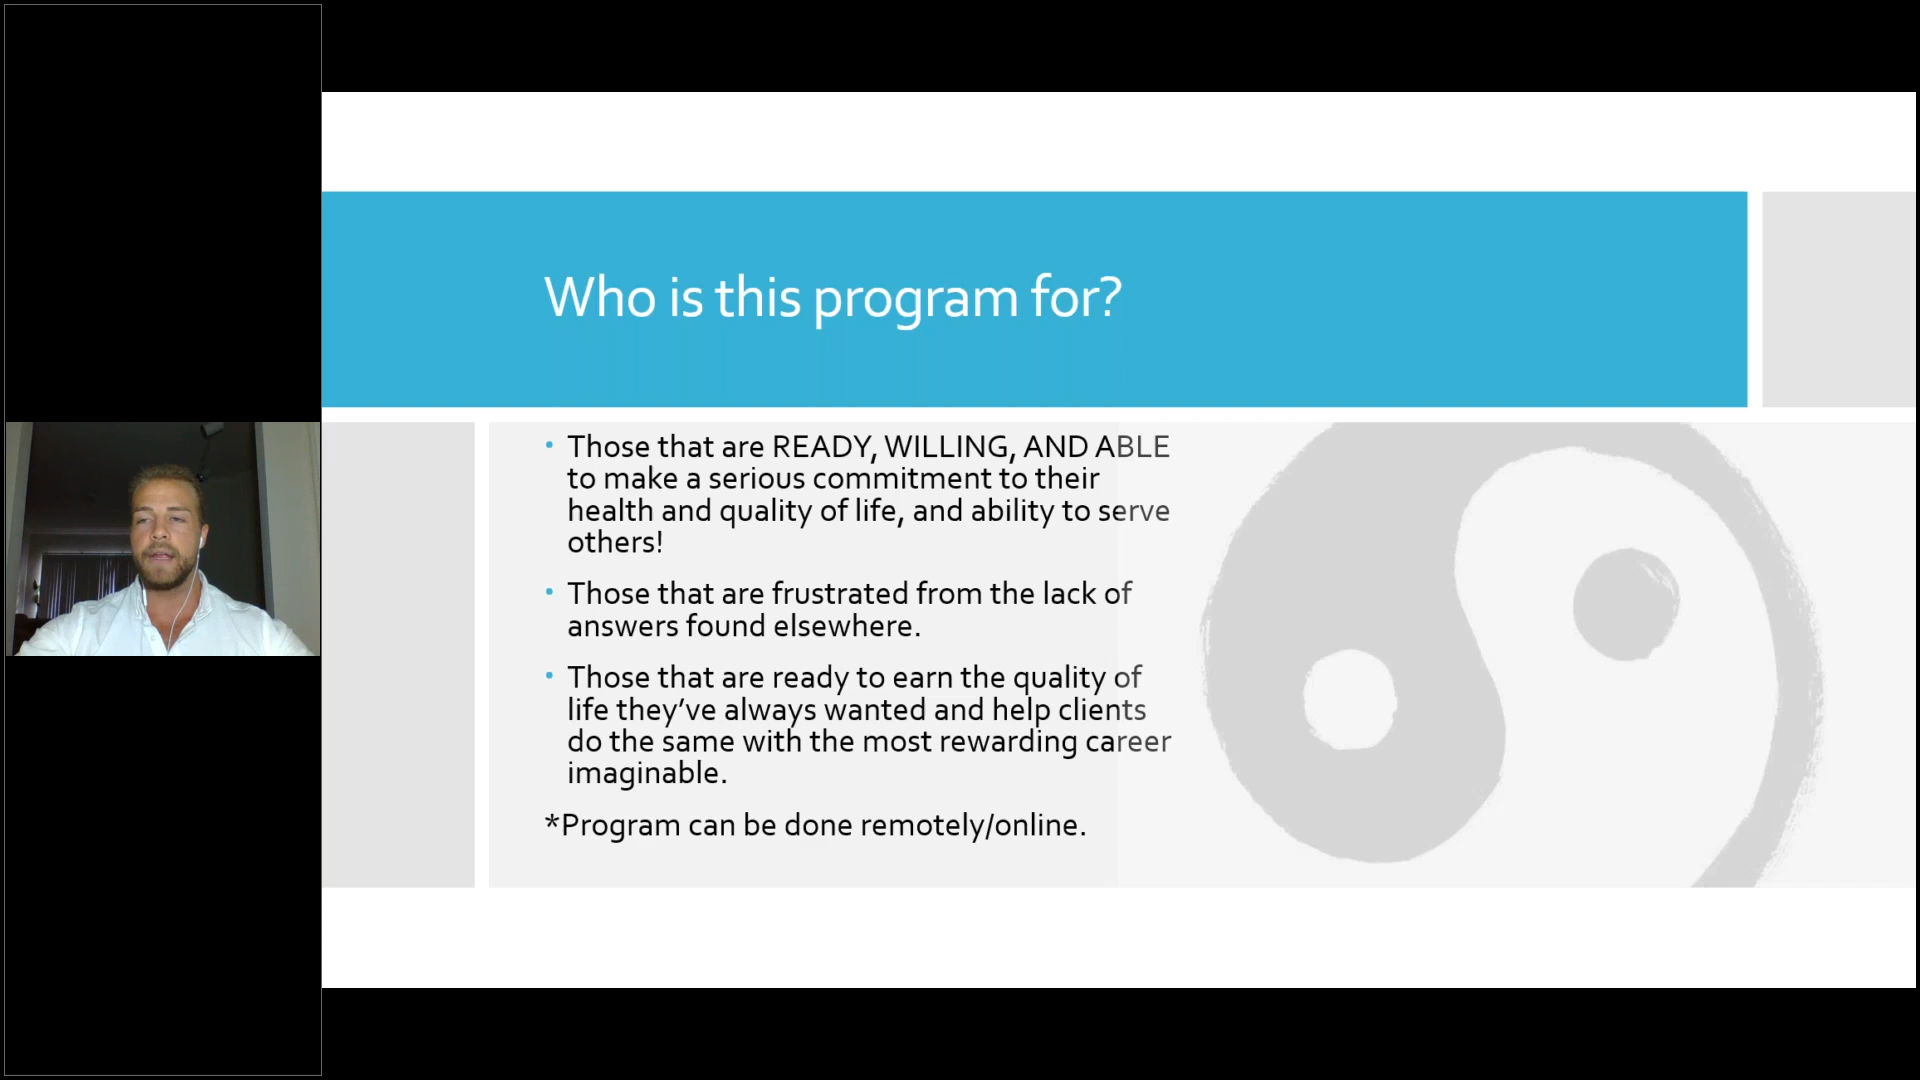 Who is this program for?
• Those that are READY, WILLING, AND ABLE
to make a serious commitment to their
health and quality of life, and ability to serve
others!
• Those that are frustrated from the lack of
answers found elsewhere.
• Those that are ready to earn the quality of
life they’ve always wanted and help clients
do the same with the most rewarding career
imaginable.
*Program can be done remotely/online.